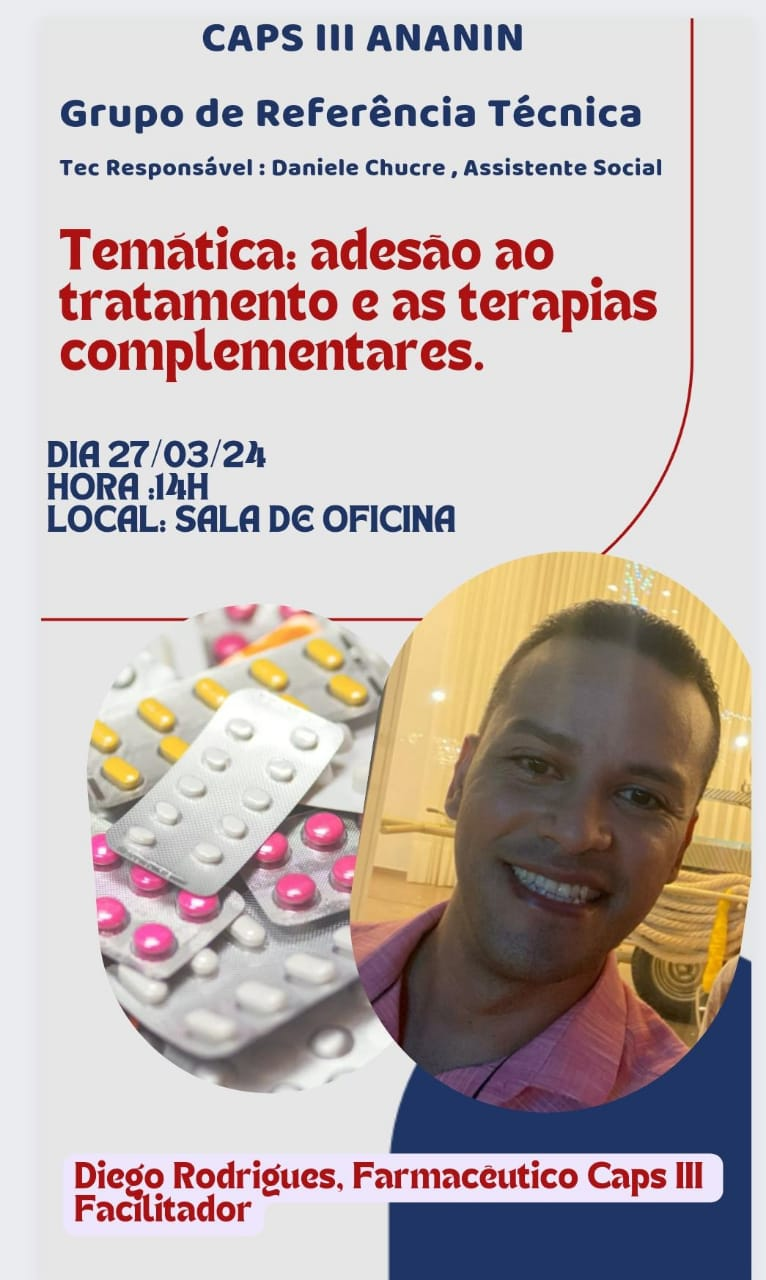 CAPS III ANANIN
Grupo de Referência Técnica
Tec Responsável : Daniele Chucre , Assistente Social
Temática: adesão ao
tratamento e as terapias
complementares.
DIA 27/03/24
HORA :14H
LOCAL: SALA DE OFICINA
Diego Rodrigues, Farmacêutico Caps III
Facilitador